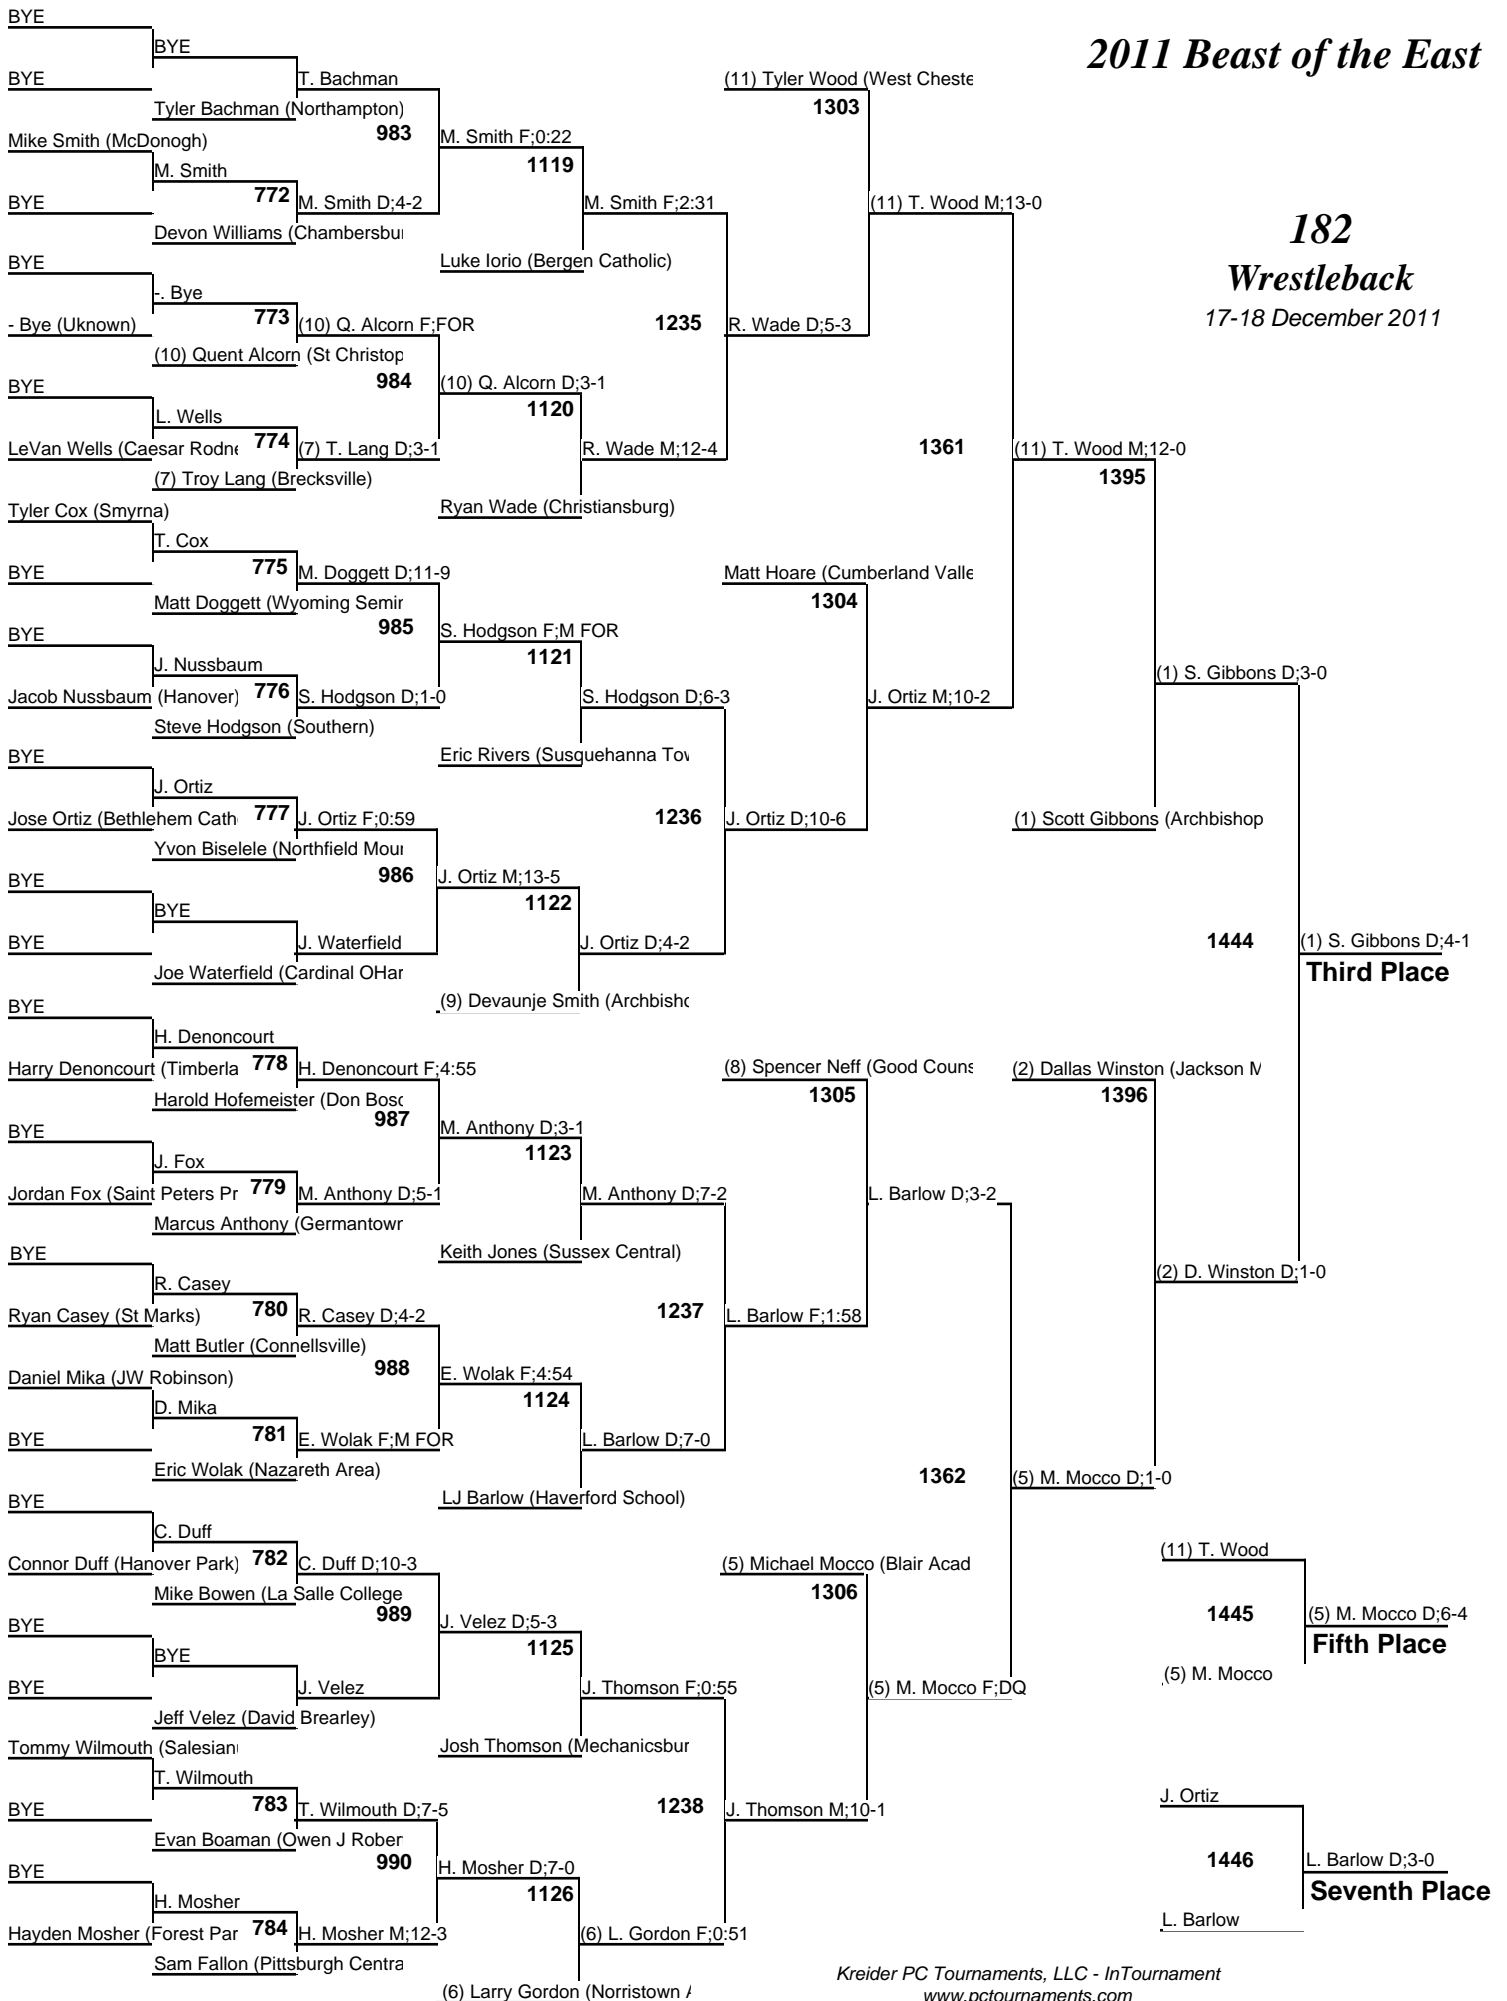 BYE
BYE
BYE
T. Bachman
Tyler Bachman (Northampton)
983
Mike Smith (McDonogh)
M. Smith
772
BYE
M. Smith D;4-2
Devon Williams (Chambersbu
M. Smith F;0:22
1119
M. Smith F;2:31
Luke Iorio (Bergen Catholic)
BYE
-. Bye
773
- Bye (Uknown)
(10) Q. Alcorn F;FOR
(10) Quent Alcorn (St Christop
984
BYE
(10) Q. Alcorn D;3-1
1120
L. Wells
774
LeVan Wells (Caesar Rodne
(7) T. Lang D;3-1
(7) Troy Lang (Brecksville)
R. Wade M;12-4
Ryan Wade (Christiansburg)
1235
R. Wade D;5-3
(11) Tyler Wood (West Cheste
1303
(11) T. Wood M;13-0
2011 Beast of the East
182
Wrestleback
17-18 December 2011
Tyler Cox (Smyrna)
T. Cox
775
BYE
M. Doggett D;11-9
Matt Doggett (Wyoming Semir
985
BYE
S. Hodgson F;M FOR
1121
J. Nussbaum
776
Jacob Nussbaum (Hanover)
S. Hodgson D;1-0
Steve Hodgson (Southern)
S. Hodgson D;6-3
Eric Rivers (Susquehanna Tow
BYE
J. Ortiz
777
Jose Ortiz (Bethlehem Cath
J. Ortiz F;0:59
Yvon Biselele (Northfield Mour
986
BYE
J. Ortiz M;13-5
1122
BYE
BYE
J. Waterfield
Joe Waterfield (Cardinal OHar
J. Ortiz D;4-2
(9) Devaunje Smith (Archbisho
1236
J. Ortiz D;10-6
Matt Hoare (Cumberland Valle
1304
J. Ortiz M;10-2
1361
(11) T. Wood M;12-0
1395
(1) S. Gibbons D;3-0
(1) Scott Gibbons (Archbishop
1444
(1) S. Gibbons D;4-1
Third Place
BYE
H. Denoncourt
778
Harry Denoncourt (Timberla
H. Denoncourt F;4:55
Harold Hofemeister (Don Bosc
987
BYE
M. Anthony D;3-1
1123
J. Fox
779
Jordan Fox (Saint Peters Pr
M. Anthony D;5-1
Marcus Anthony (Germantowr
M. Anthony D;7-2
Keith Jones (Sussex Central)
BYE
R. Casey
780
Ryan Casey (St Marks)
R. Casey D;4-2
Matt Butler (Connellsville)
988
Daniel Mika (JW Robinson)
E. Wolak F;4:54
1124
D. Mika
781
BYE
E. Wolak F;M FOR
Eric Wolak (Nazareth Area)
L. Barlow D;7-0
LJ Barlow (Haverford School)
1237
L. Barlow F;1:58
(8) Spencer Neff (Good Couns
1305
L. Barlow D;3-2
(2) Dallas Winston (Jackson M
1396
(2) D. Winston D;1-0
BYE
C. Duff
782
Connor Duff (Hanover Park)
C. Duff D;10-3
Mike Bowen (La Salle College
989
BYE
J. Velez D;5-3
1125
BYE
BYE
J. Velez
Jeff Velez (David Brearley)
J. Thomson F;0:55
Josh Thomson (Mechanicsbur
Tommy Wilmouth (Salesian
T. Wilmouth
783
BYE
T. Wilmouth D;7-5
Evan Boaman (Owen J Rober
990
BYE
H. Mosher D;7-0
1126
H. Mosher
784
Hayden Mosher (Forest Par
H. Mosher M;12-3
Sam Fallon (Pittsburgh Centra
(6) L. Gordon F;0:51
(6) Larry Gordon (Norristown A
1238
J. Thomson M;10-1
(5) Michael Mocco (Blair Acad
1306
(5) M. Mocco F;DQ
1362
(5) M. Mocco D;1-0
(11) T. Wood
1445
(5) M. Mocco D;6-4
Fifth Place
(5) M. Mocco
J. Ortiz
1446
L. Barlow D;3-0
Seventh Place
L. Barlow
Kreider PC Tournaments, LLC - InTournament
www.pctournaments.com